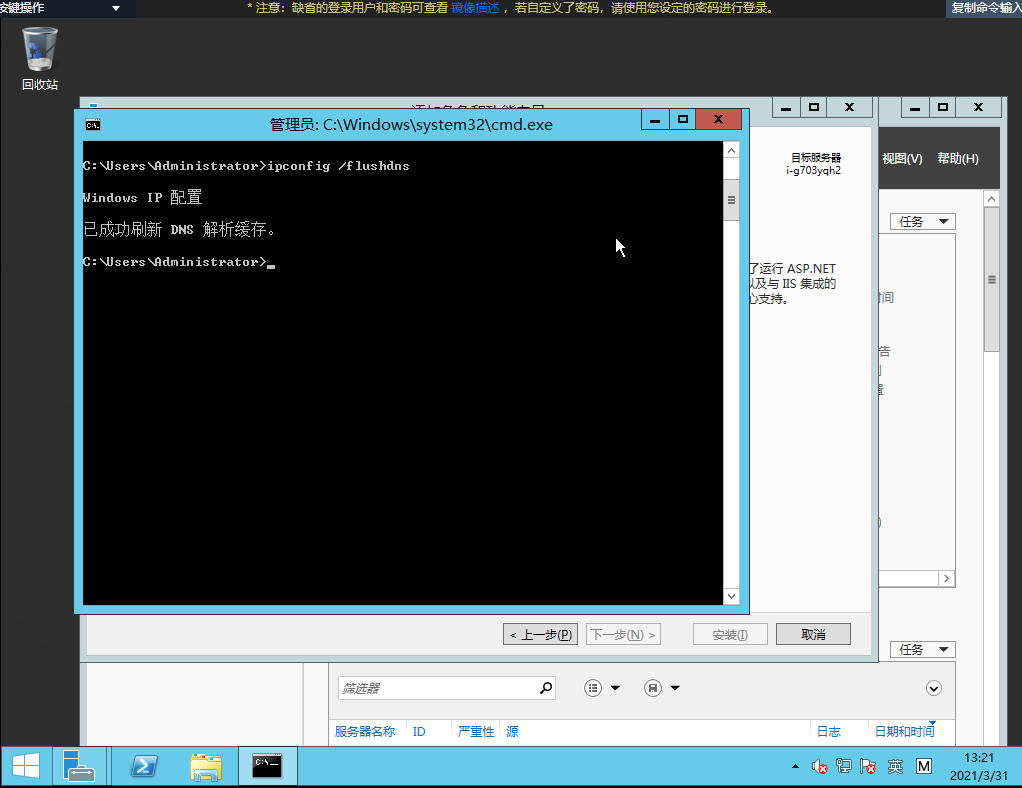 安键操作
* 注意：缺省的登录用户和密码可查看 镜像描述 ，若自定义了密码，请使用您设定的密码进行登录。
复制命令输入
回收站
管理员: C:\Windows\system32\cmd.exe
C:\Users\Administrator>ipconfig /flushdns
Windows IP 配置
已成功刷新 DNS 解析缓存。
C:\Users\Administrator>
目标服务器
i-g703yqh2
视图(V) 帮助(H)
任务
了运行 ASP.NET
以及与 IIS 集成的
心支持。
时间
告
置
< 上一步(P)
下一步(N) >
安装(I)
取消
任务
筛选器
服务器名称 ID 严重性 源 日志 日期和时间
C:\_
英 M
13:21
2021/3/31